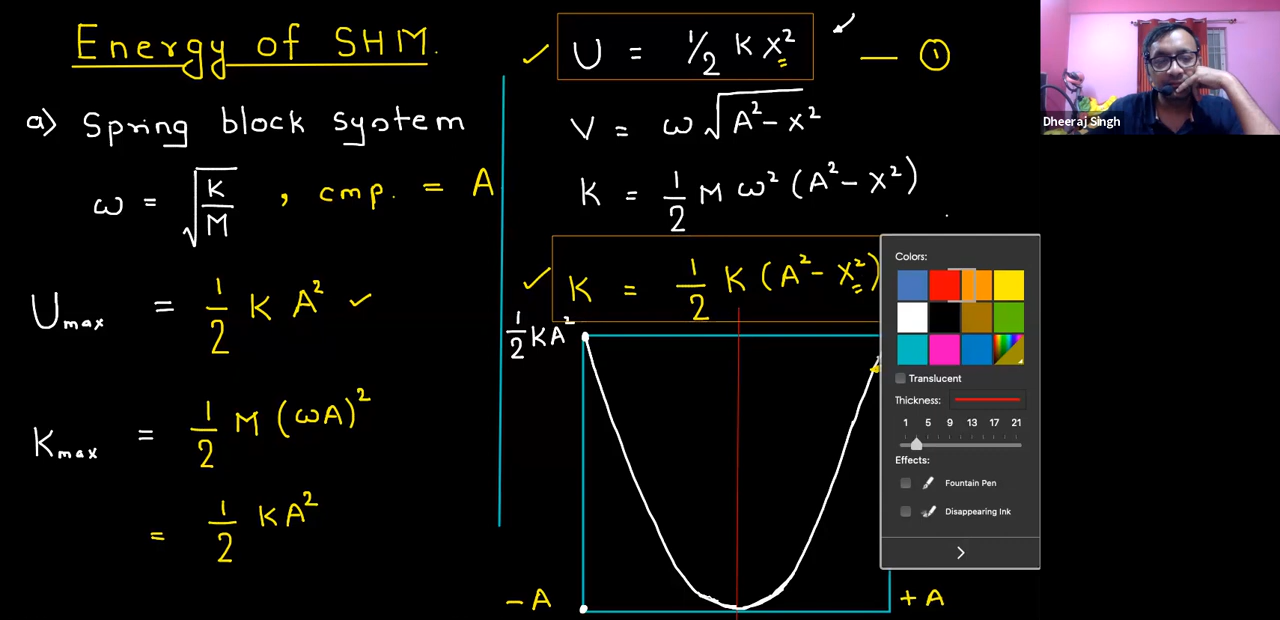 Energy of SHM.
a) Spring block system
ω = √(K/M) , amp. = A
Umax = 1/2 K A² ✓
Kmax = 1/2 M (ωA)²
= 1/2 KA²
✓ U = 1/2 K x² — ①
V = ω √(A² - x²)
K = 1/2 M ω² (A² - x²)
✓ K = 1/2 K (A² - x²)
1/2 KA²
- A
+ A
Dheeraj Singh
Colors:
Translucent
Thickness:
1 5 9 13 17 21
Effects:
Fountain Pen
Disappearing Ink